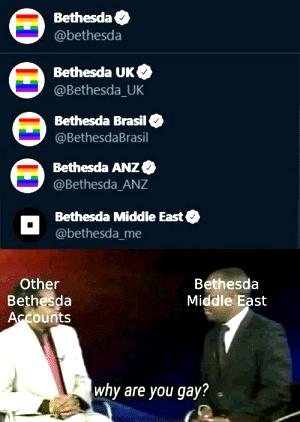 Bethesda
@bethesda
Bethesda UK
@Bethesda_UK
Bethesda Brasil
@BethesdaBrasil
Bethesda ANZ
@Bethesda_ANZ
Bethesda Middle East
@bethesda_me
Other
Bethesda
Accounts
Bethesda
Middle East
why are you gay?